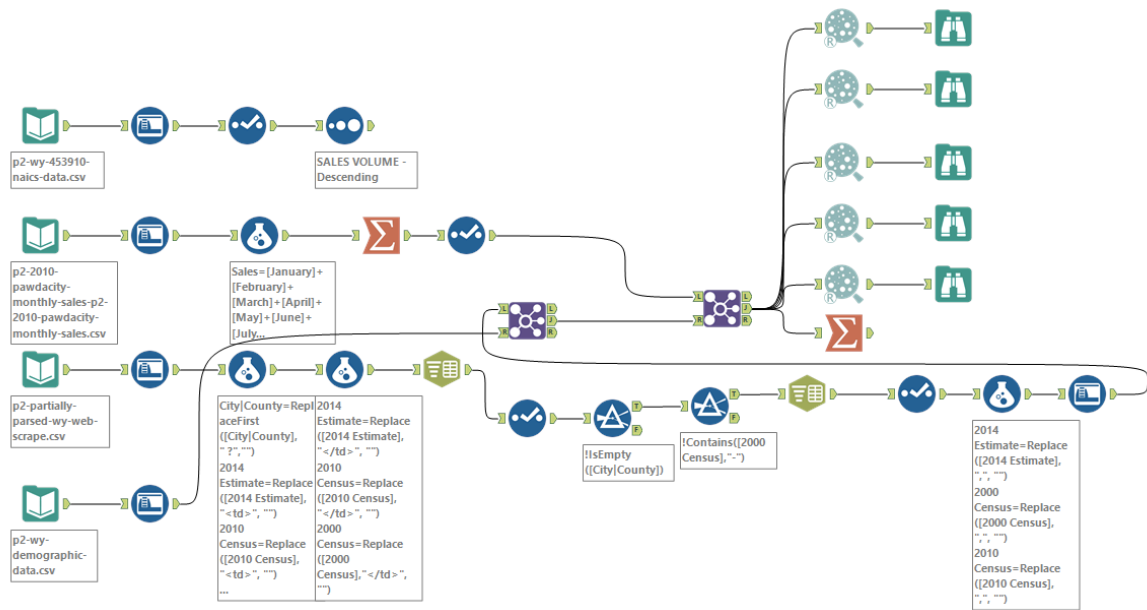 p2-wy-453910-
naics-data.csv
SALES VOLUME -
Descending
p2-2010-
pawdacity-
monthly-sales-p2-
2010-pawdacity-
monthly-sales.csv
Sales=[January]+
[February]+
[March]+[April]+
[May]+[June]+
[July...
p2-partially-
parsed-wy-web-
scrape.csv
City|County=Repl
aceFirst
([City|County],
" ?","")
2014
Estimate=Replace
([2014 Estimate],
"<td>", "")
2010
Census=Replace
([2010 Census],
"<td>", "")
...
2014
Estimate=Replace
([2014 Estimate],
"</td>", "")
2010
Census=Replace
([2010 Census],
"</td>", "")
2000
Census=Replace
([2000
Census],"</td>",
"")
!IsEmpty
([City|County])
!Contains([2000
Census],"-")
2014
Estimate=Replace
([2014 Estimate],
",", "")
2000
Census=Replace
([2000 Census],
",", "")
2010
Census=Replace
([2010 Census],
",", "")
p2-wy-
demographic-
data.csv
L
R
L
J
R
L
R
L
J
R
T
F
T
F
R
R
R
R
R